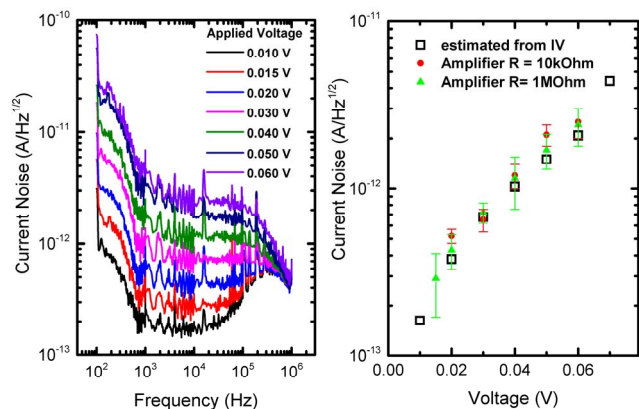 Current Noise (A/Hz^1/2)
10^-10
10^-11
10^-12
10^-13
Applied Voltage
0.010 V
0.015 V
0.020 V
0.030 V
0.040 V
0.050 V
0.060 V
10^2 10^3 10^4 10^5 10^6
Frequency (Hz)
Current Noise (A/Hz^1/2)
10^-11
10^-12
10^-13
estimated from IV
Amplifier R = 10kOhm
Amplifier R= 1MOhm
0.00 0.02 0.04 0.06
Voltage (V)